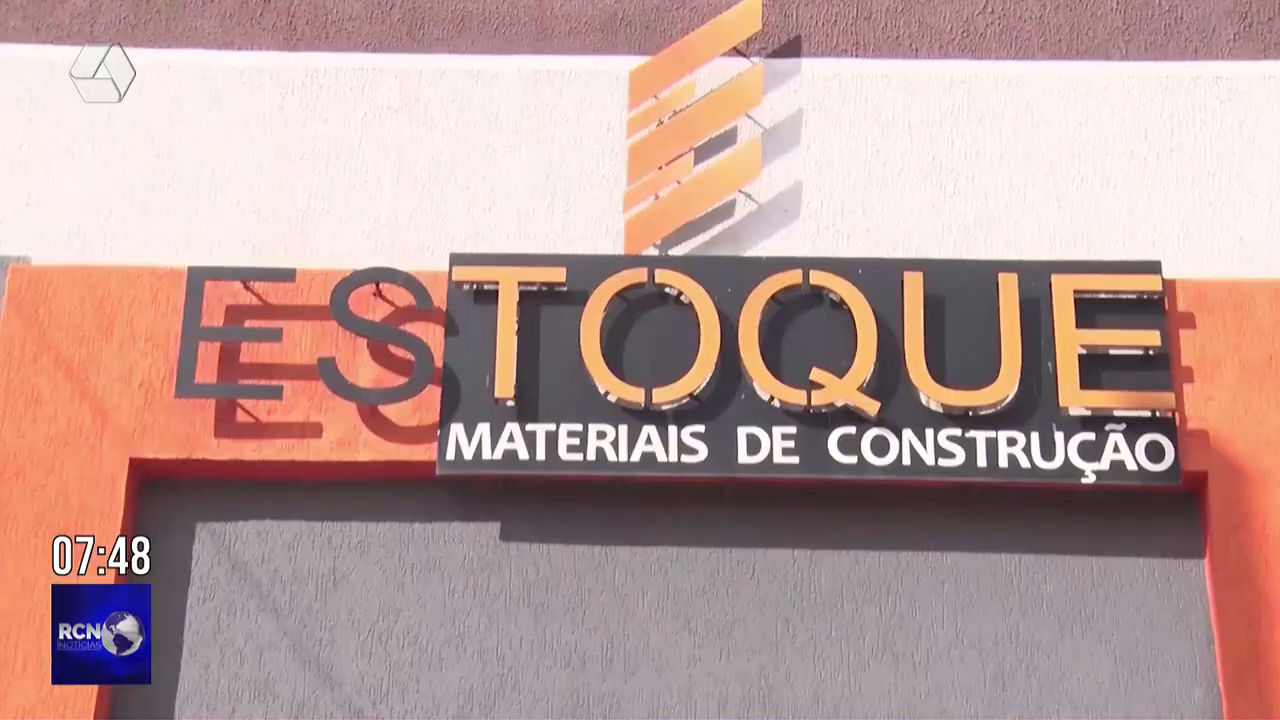 ESTOQUE
MATERIAIS DE CONSTRUÇÃO
07:48
RCN
NOTÍCIAS